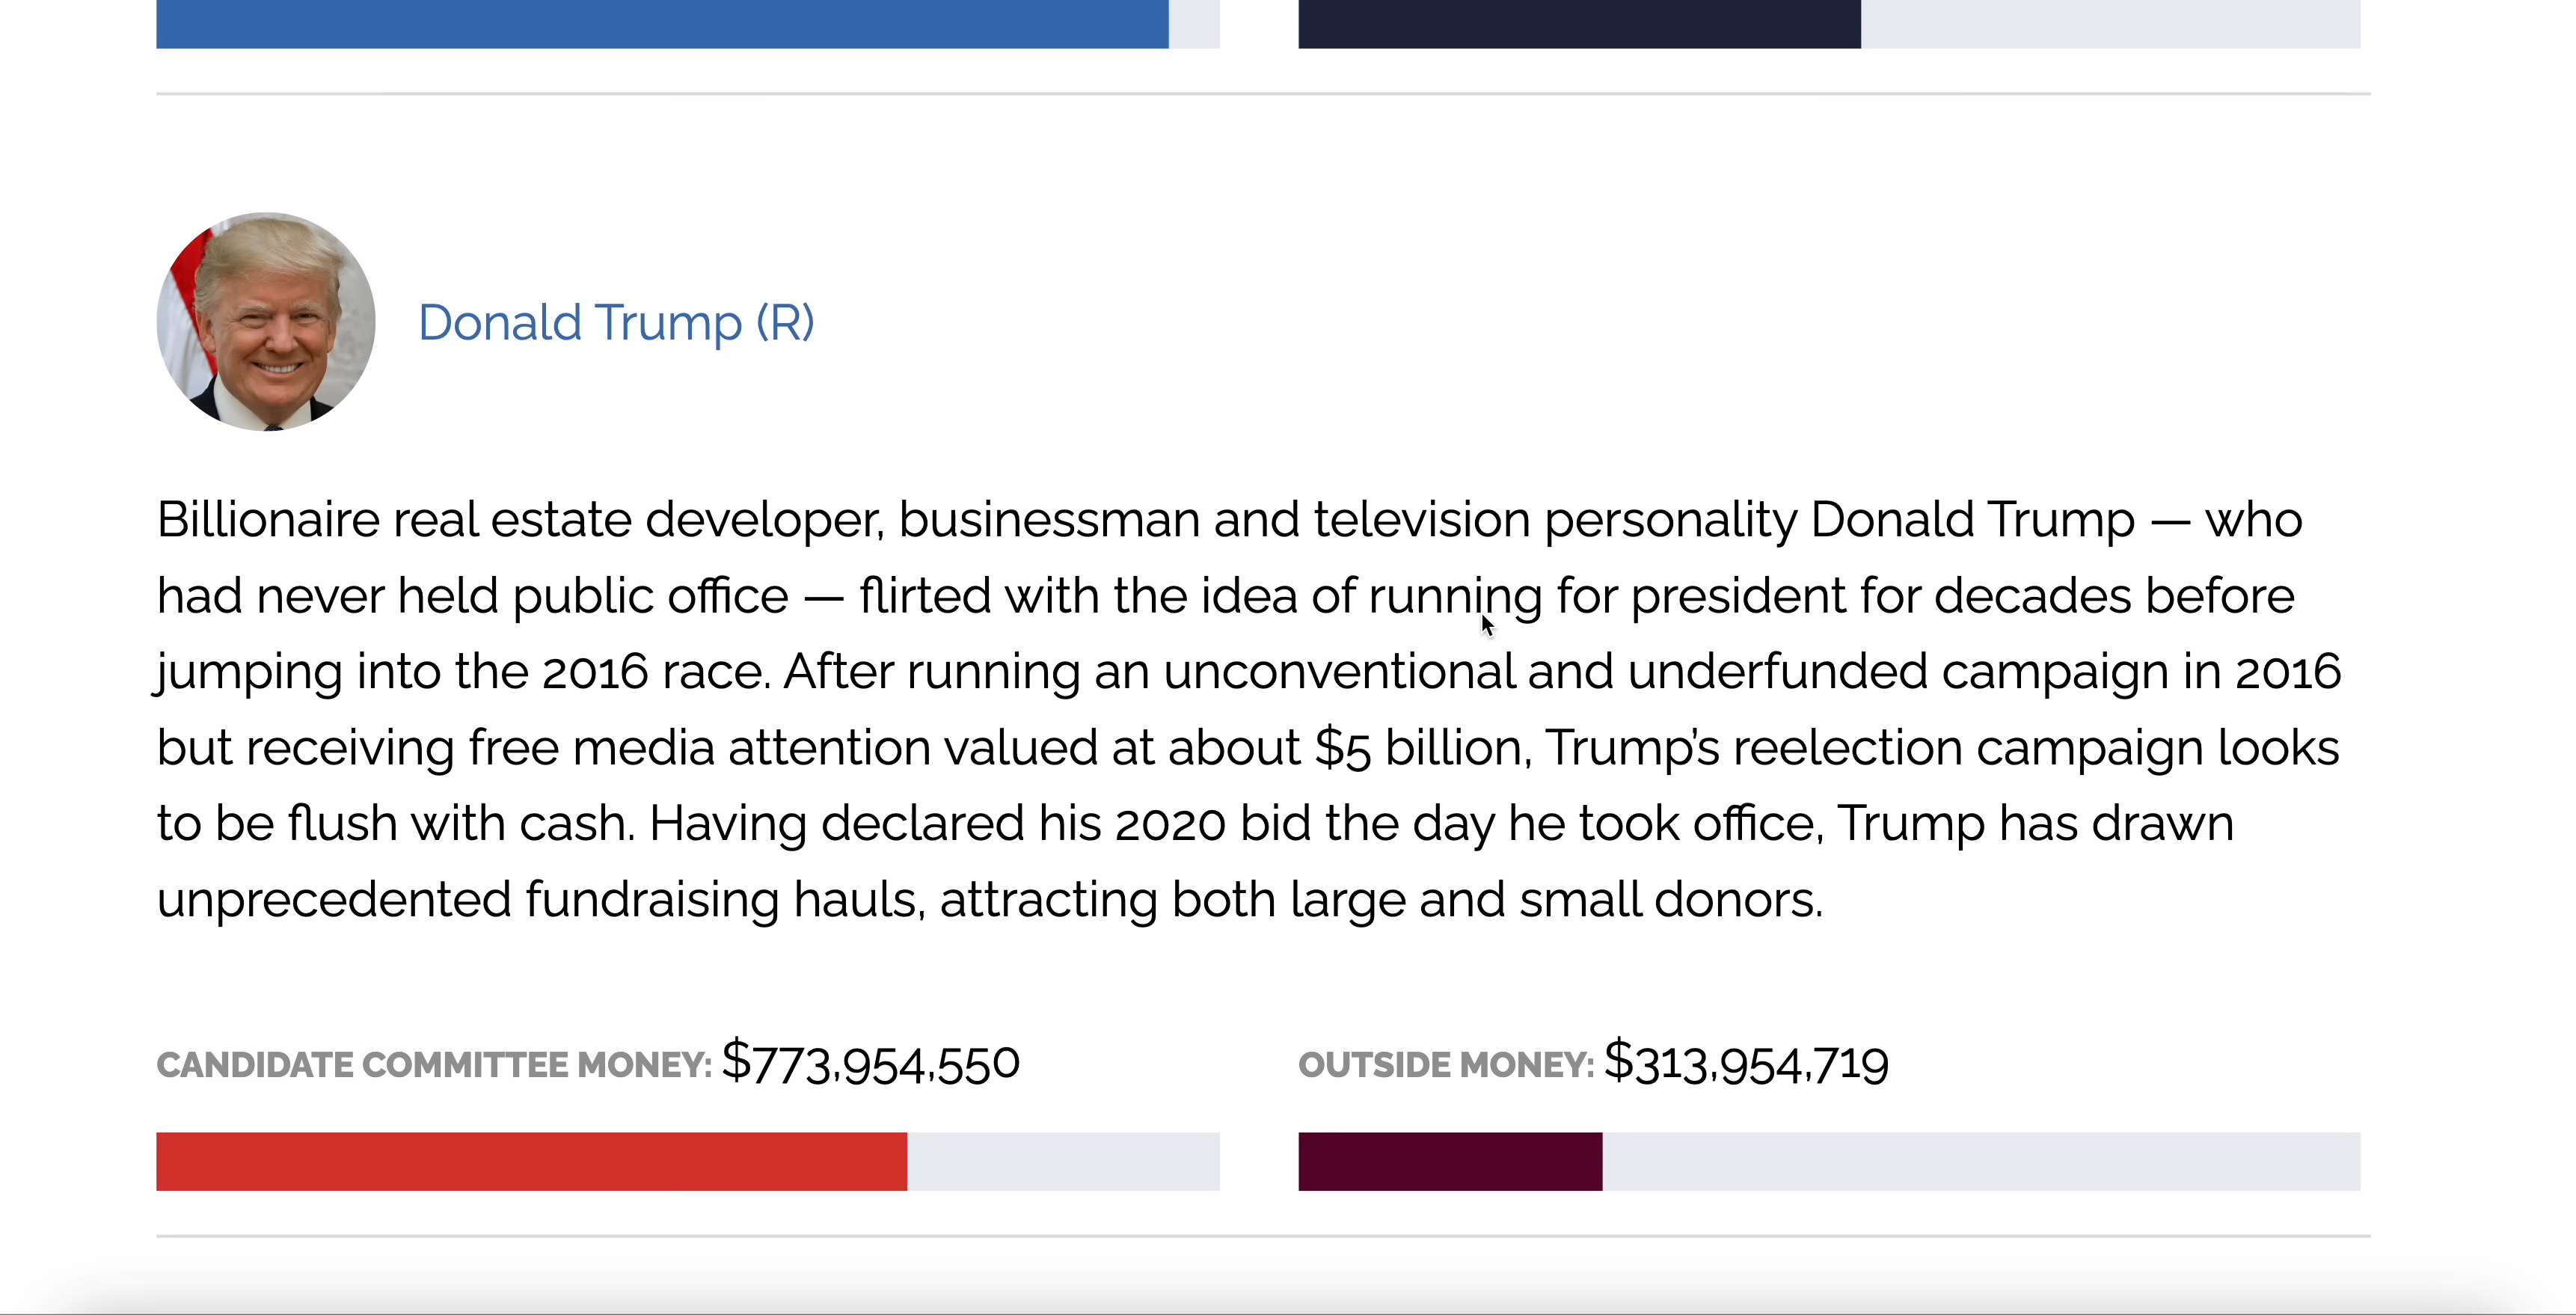 Donald Trump (R)
Billionaire real estate developer, businessman and television personality Donald Trump — who
had never held public office — flirted with the idea of running for president for decades before
jumping into the 2016 race. After running an unconventional and underfunded campaign in 2016
but receiving free media attention valued at about $5 billion, Trump’s reelection campaign looks
to be flush with cash. Having declared his 2020 bid the day he took office, Trump has drawn
unprecedented fundraising hauls, attracting both large and small donors.
CANDIDATE COMMITTEE MONEY: $773,954,550
OUTSIDE MONEY: $313,954,719